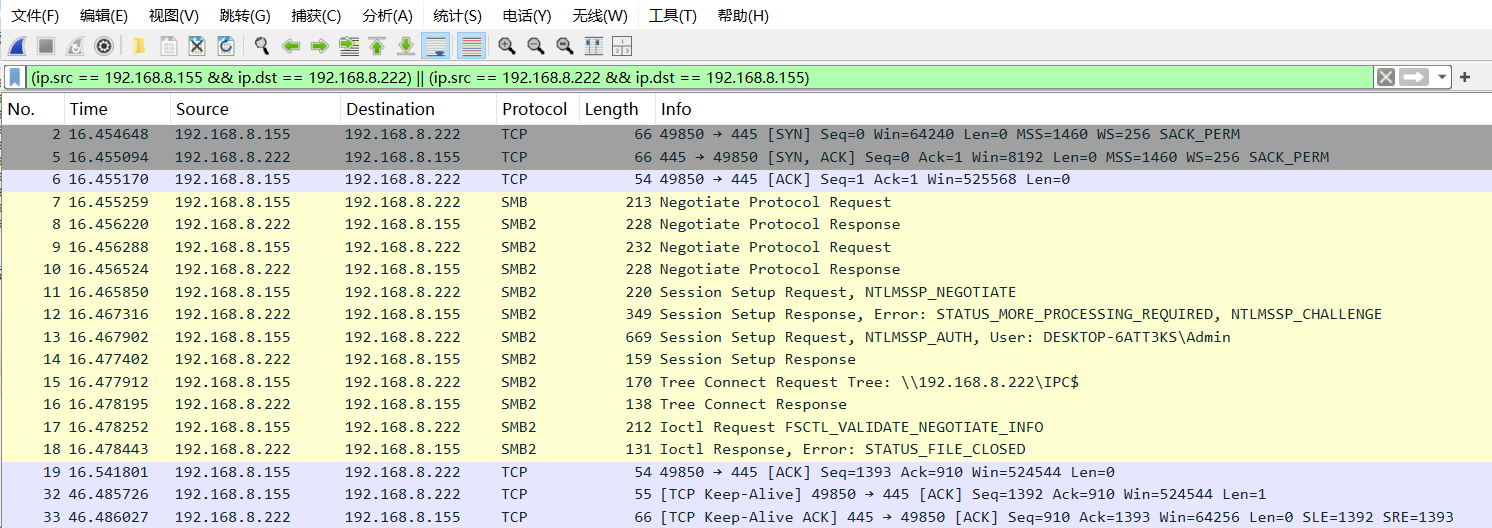 文件(F) 编辑(E) 视图(V) 跳转(G) 捕获(C) 分析(A) 统计(S) 电话(Y) 无线(W) 工具(T) 帮助(H)
(ip.src == 192.168.8.155 && ip.dst == 192.168.8.222) || (ip.src == 192.168.8.222 && ip.dst == 192.168.8.155)
No. Time Source Destination Protocol Length Info
2 16.454648 192.168.8.155 192.168.8.222 TCP 66 49850 → 445 [SYN] Seq=0 Win=64240 Len=0 MSS=1460 WS=256 SACK_PERM
5 16.455094 192.168.8.222 192.168.8.155 TCP 66 445 → 49850 [SYN, ACK] Seq=0 Ack=1 Win=8192 Len=0 MSS=1460 WS=256 SACK_PERM
6 16.455170 192.168.8.155 192.168.8.222 TCP 54 49850 → 445 [ACK] Seq=1 Ack=1 Win=525568 Len=0
7 16.455259 192.168.8.155 192.168.8.222 SMB 213 Negotiate Protocol Request
8 16.456220 192.168.8.222 192.168.8.155 SMB2 228 Negotiate Protocol Response
9 16.456288 192.168.8.155 192.168.8.222 SMB2 232 Negotiate Protocol Request
10 16.456524 192.168.8.222 192.168.8.155 SMB2 228 Negotiate Protocol Response
11 16.465850 192.168.8.155 192.168.8.222 SMB2 220 Session Setup Request, NTLMSSP_NEGOTIATE
12 16.467316 192.168.8.222 192.168.8.155 SMB2 349 Session Setup Response, Error: STATUS_MORE_PROCESSING_REQUIRED, NTLMSSP_CHALLENGE
13 16.467902 192.168.8.155 192.168.8.222 SMB2 669 Session Setup Request, NTLMSSP_AUTH, User: DESKTOP-6ATT3KS\Admin
14 16.477402 192.168.8.222 192.168.8.155 SMB2 159 Session Setup Response
15 16.477912 192.168.8.155 192.168.8.222 SMB2 170 Tree Connect Request Tree: \\192.168.8.222\IPC$
16 16.478195 192.168.8.222 192.168.8.155 SMB2 138 Tree Connect Response
17 16.478252 192.168.8.155 192.168.8.222 SMB2 212 Ioctl Request FSCTL_VALIDATE_NEGOTIATE_INFO
18 16.478443 192.168.8.222 192.168.8.155 SMB2 131 Ioctl Response, Error: STATUS_FILE_CLOSED
19 16.541801 192.168.8.155 192.168.8.222 TCP 54 49850 → 445 [ACK] Seq=1393 Ack=910 Win=524544 Len=0
32 46.485726 192.168.8.155 192.168.8.222 TCP 55 [TCP Keep-Alive] 49850 → 445 [ACK] Seq=1392 Ack=910 Win=524544 Len=1
33 46.486027 192.168.8.222 192.168.8.155 TCP 66 [TCP Keep-Alive ACK] 445 → 49850 [ACK] Seq=910 Ack=1393 Win=64256 Len=0 SLE=1392 SRE=1393